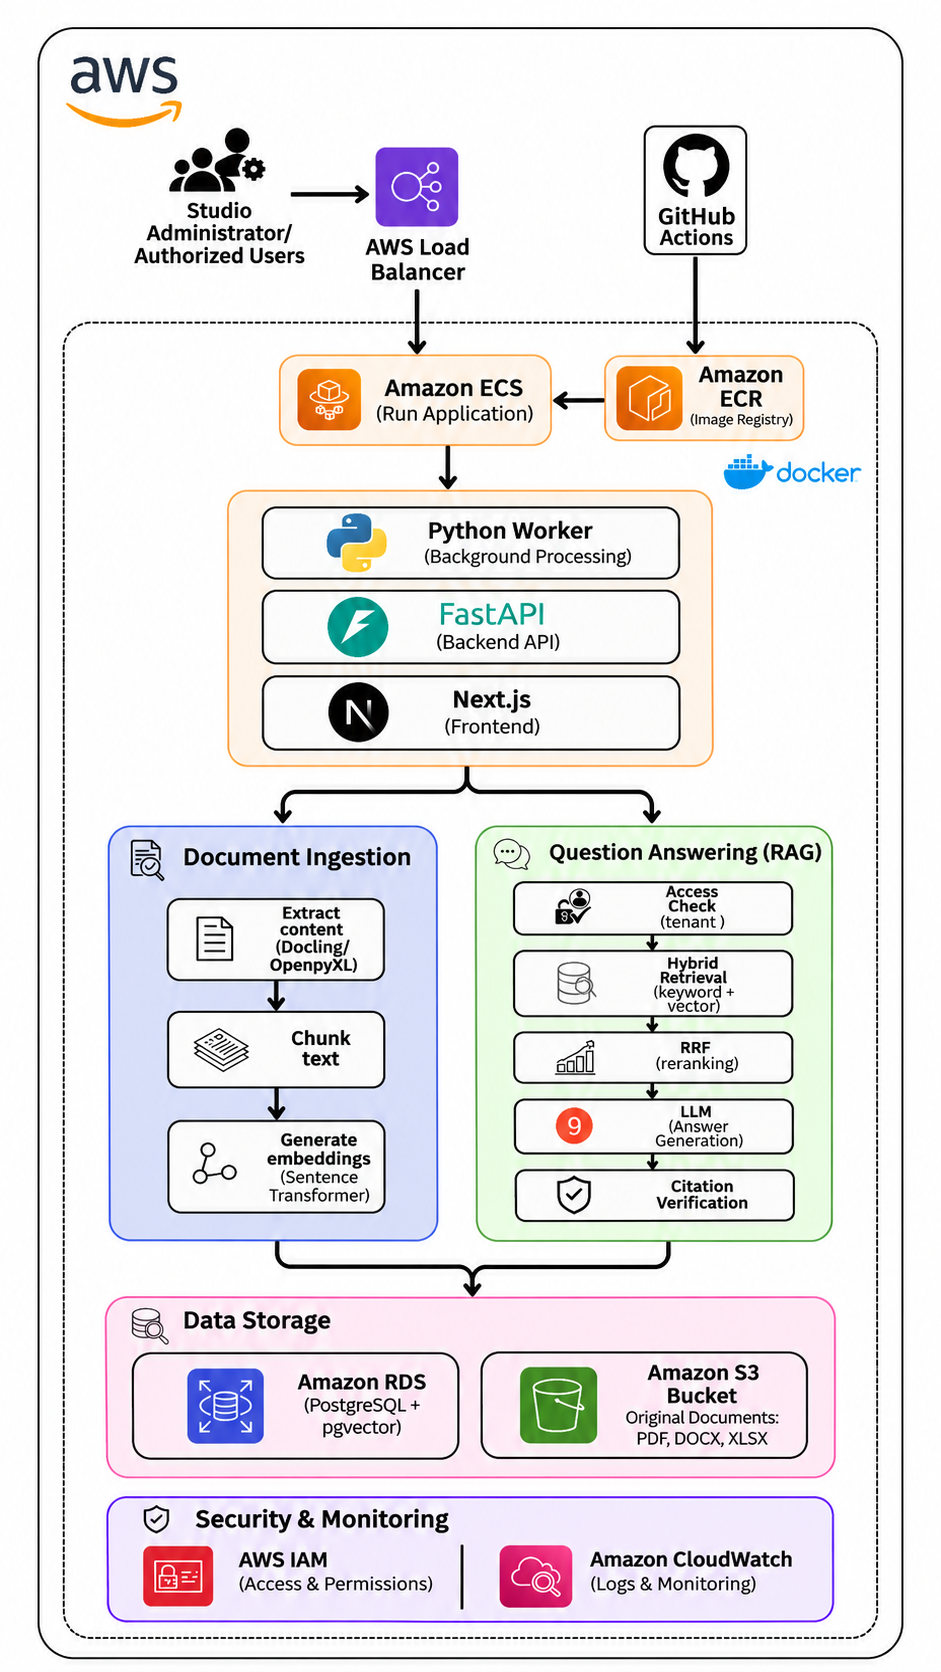 aws
Studio
Administrator/
Authorized Users
AWS Load
Balancer
GitHub
Actions
Amazon ECS
(Run Application)
Amazon
ECR
(Image Registry)
docker
Python Worker
(Background Processing)
FastAPI
(Backend API)
N
Next.js
(Frontend)
Document Ingestion
Extract
content
(Docling/
OpenpyXL)
Chunk
text
Generate
embeddings
(Sentence
Transformer)
Question Answering (RAG)
Access
Check
(tenant )
Hybrid
Retrieval
(keyword +
vector)
RRF
(reranking)
9
LLM
(Answer
Generation)
Citation
Verification
Data Storage
Amazon RDS
(PostgreSQL +
pgvector)
Amazon S3
Bucket
Original Documents:
PDF, DOCX, XLSX
Security & Monitoring
AWS IAM
(Access & Permissions)
Amazon CloudWatch
(Logs & Monitoring)